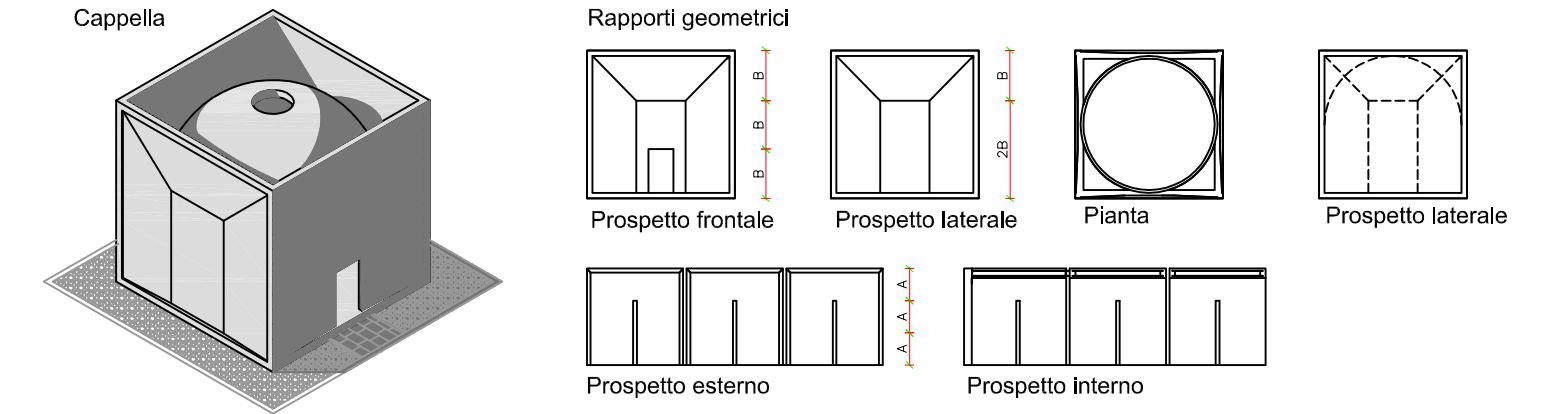 Cappella
Rapporti geometrici
B
B
B
B
2B
Prospetto frontale
Prospetto laterale
Pianta
Prospetto laterale
A
A
A
Prospetto esterno
Prospetto interno